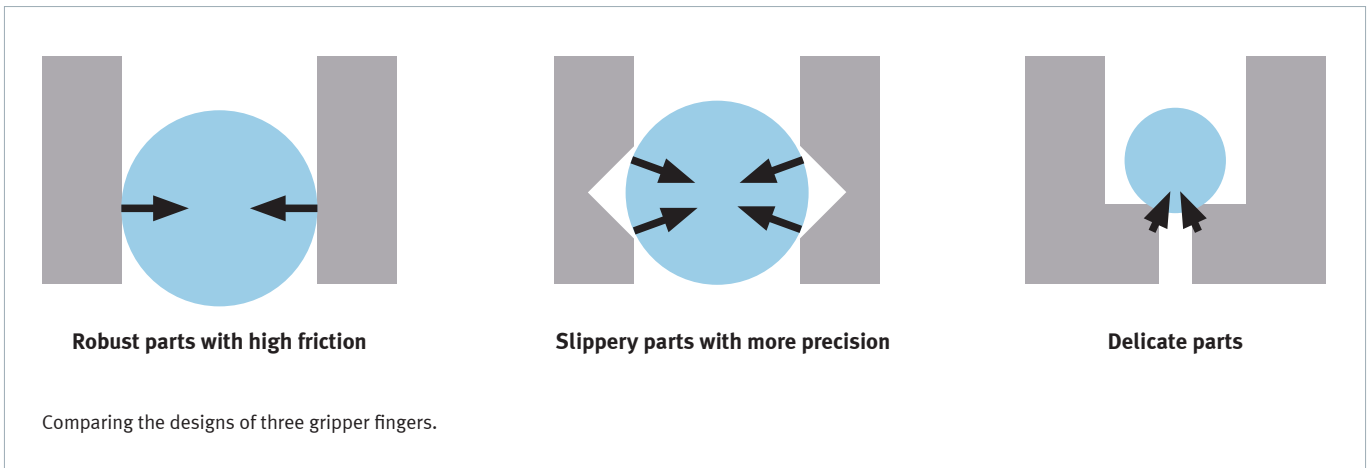 Robust parts with high friction
Slippery parts with more precision
Delicate parts
Comparing the designs of three gripper fingers.